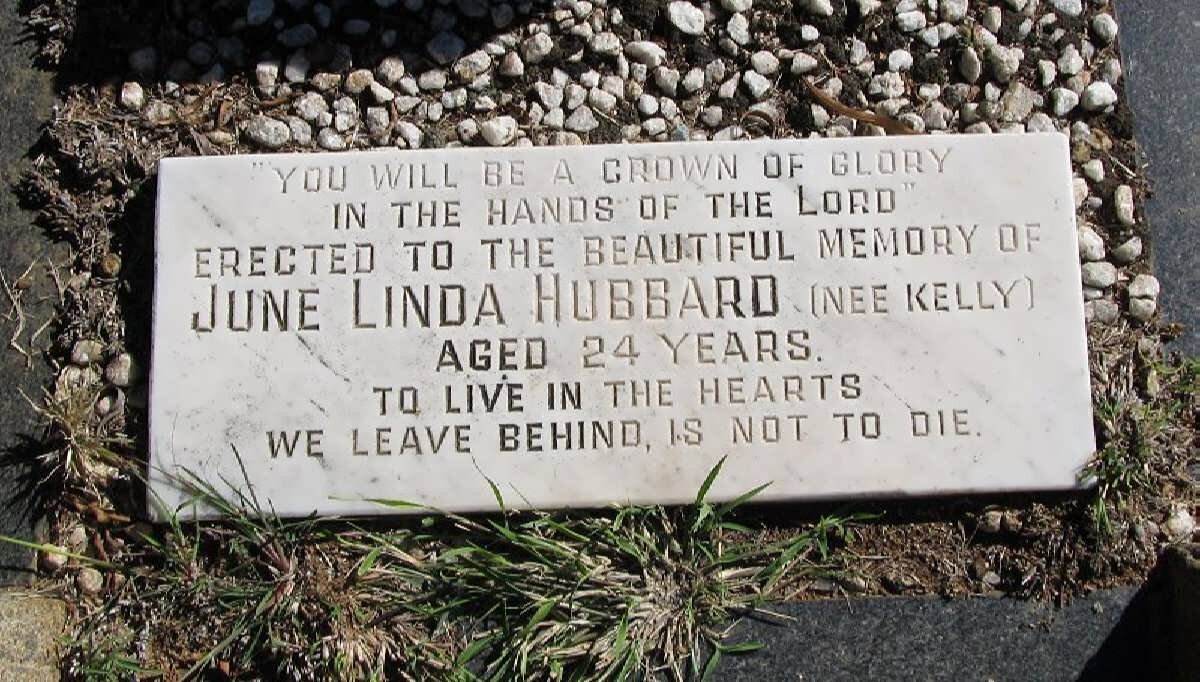 "YOU WILL BE A CROWN OF GLORY
IN THE HANDS OF THE LORD"
ERECTED TO THE BEAUTIFUL MEMORY OF
JUNE LINDA HUBBARD (NEE KELLY)
AGED 24 YEARS.
TO LIVE IN THE HEARTS
WE LEAVE BEHIND, IS NOT TO DIE.